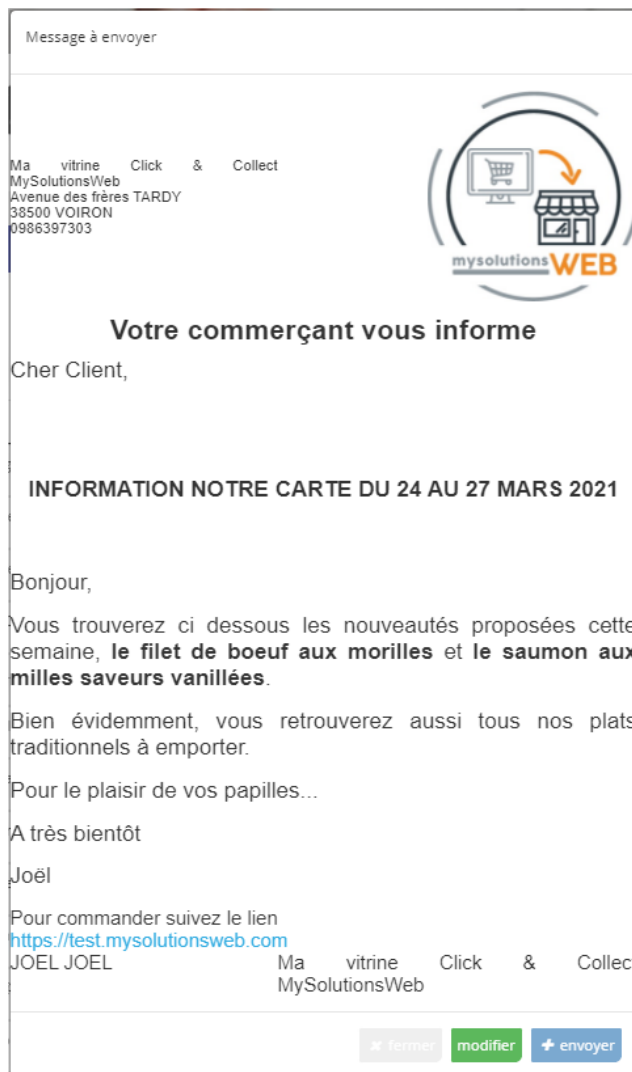 Message à envoyer
Ma vitrine Click & Collect
MySolutionsWeb
Avenue des frères TARDY
38500 VOIRON
0986397303
mysolutions WEB
Votre commerçant vous informe
Cher Client,
INFORMATION NOTRE CARTE DU 24 AU 27 MARS 2021
Bonjour,
Vous trouverez ci dessous les nouveautés proposées cette
semaine, le filet de boeuf aux morilles et le saumon aux
milles saveurs vanillées.
Bien évidemment, vous retrouverez aussi tous nos plats
traditionnels à emporter.
Pour le plaisir de vos papilles...
A très bientôt
Joël
Pour commander suivez le lien
https://test.mysolutionsweb.com
JOEL JOEL
Ma vitrine Click & Collect
MySolutionsWeb
fermer modifier envoyer